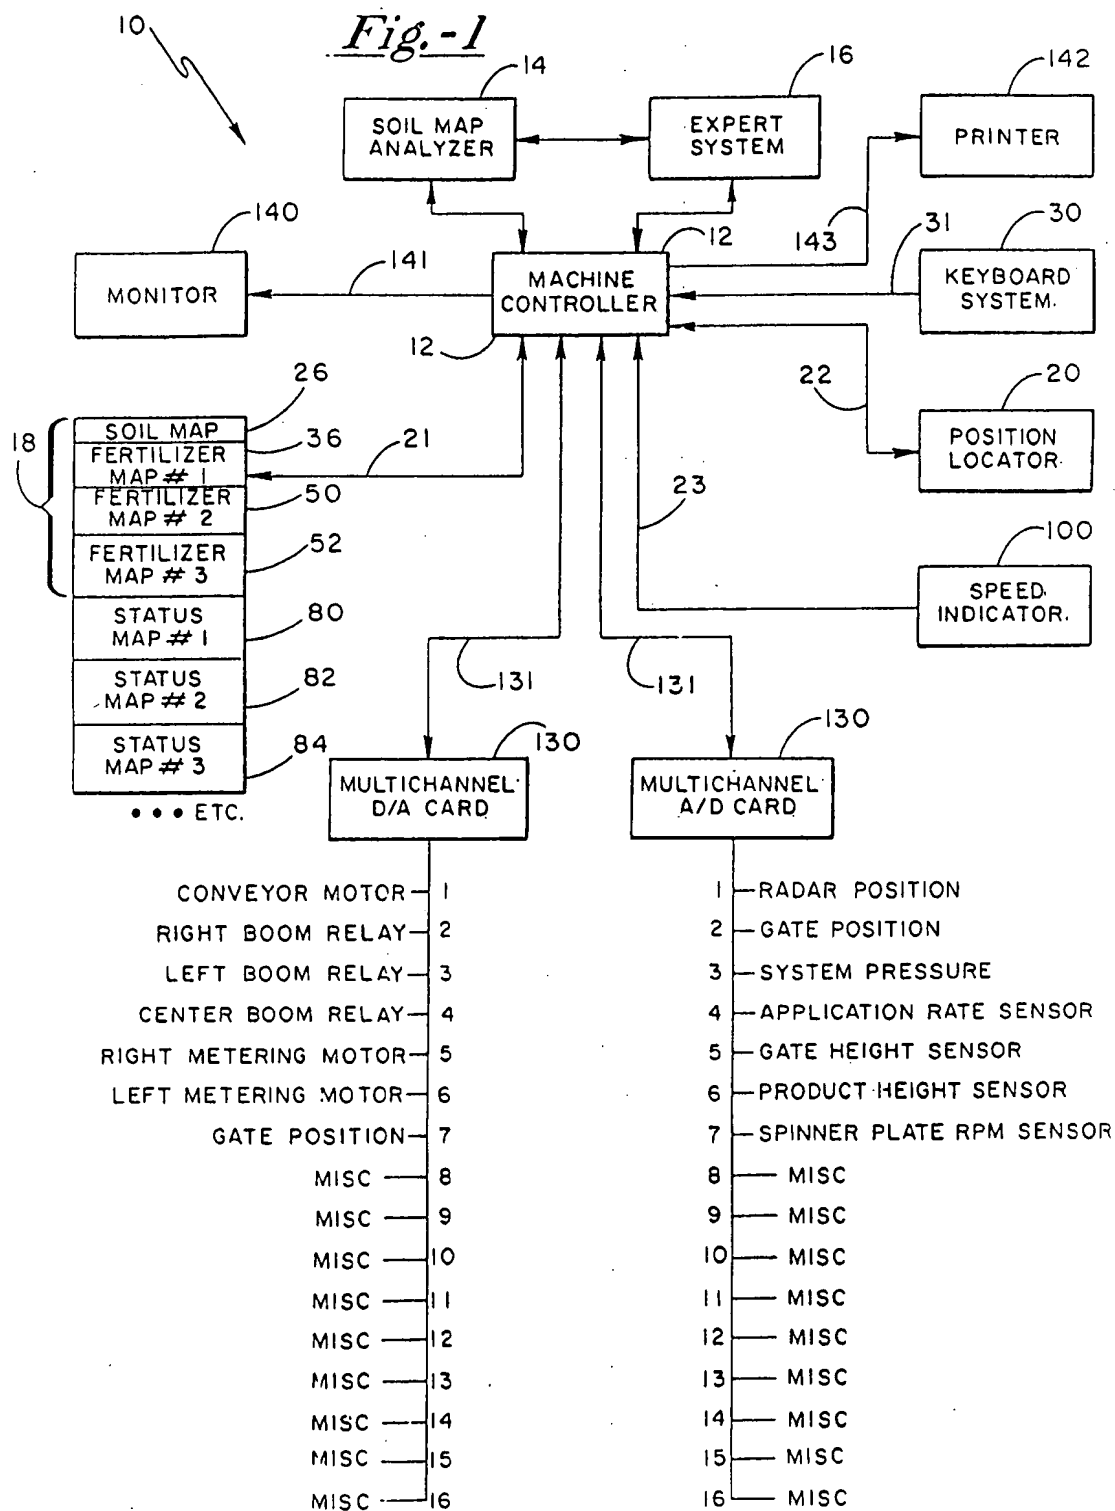 Fig.-1
10
14
16
142
SOIL MAP
ANALYZER
EXPERT
SYSTEM
PRINTER
140
12
143
31
30
MONITOR
141
MACHINE
CONTROLLER
KEYBOARD
SYSTEM.
12
26
22
20
18
SOIL MAP
36
FERTILIZER
MAP # 1
21
POSITION
LOCATOR
50
FERTILIZER
MAP # 2
23
52
FERTILIZER
MAP # 3
100
SPEED.
INDICATOR.
80
STATUS
MAP # 1
82
STATUS
MAP # 2
131
131
84
STATUS
MAP # 3
130
130
MULTICHANNEL
D/A CARD
MULTICHANNEL
A/D CARD
••• ETC.
CONVEYOR MOTOR 1
RIGHT BOOM RELAY 2
LEFT BOOM RELAY 3
CENTER BOOM RELAY 4
RIGHT METERING MOTOR 5
LEFT METERING MOTOR 6
GATE POSITION 7
MISC 8
MISC 9
MISC 10
MISC 11
MISC 12
MISC 13
MISC 14
MISC 15
MISC 16
1 RADAR POSITION
2 GATE POSITION
3 SYSTEM PRESSURE
4 APPLICATION RATE SENSOR
5 GATE HEIGHT SENSOR
6 PRODUCT HEIGHT SENSOR
7 SPINNER PLATE RPM SENSOR
8 MISC
9 MISC
10 MISC
11 MISC
12 MISC
13 MISC
14 MISC
15 MISC
16 MISC